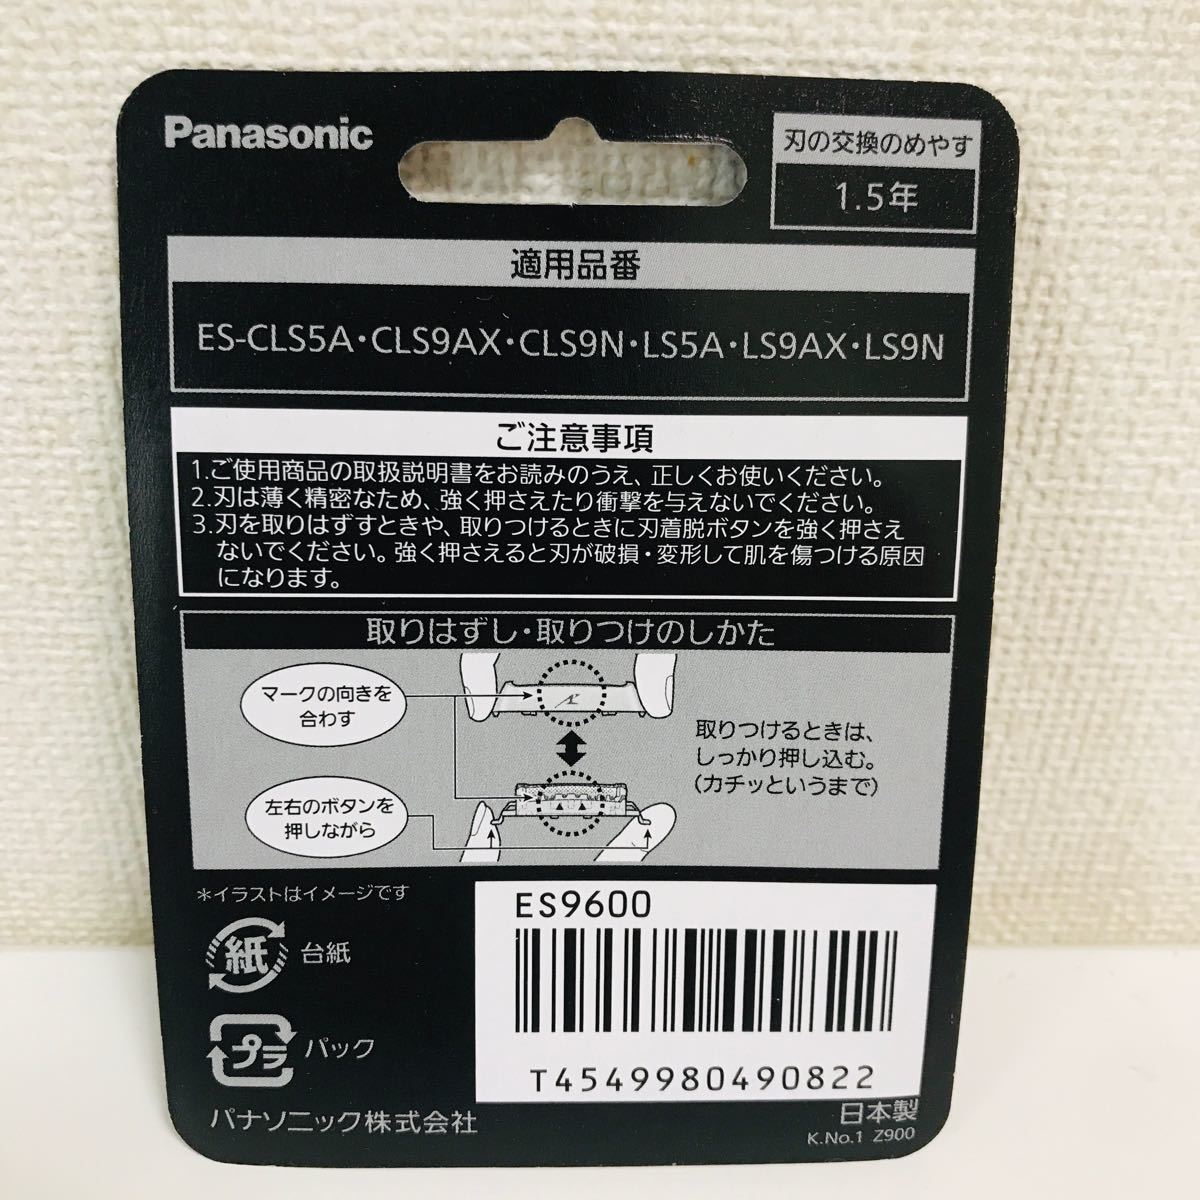 Panasonic
刃の交換のめやす
1.5年
適用品番
ES-CLS5A・CLS9AX・CLS9N・LS5A・LS9AX・LS9N
ご注意事項
1.ご使用商品の取扱説明書をお読みのうえ、正しくお使いください。
2.刃は薄く精密なため、強く押さえたり衝撃を与えないでください。
3.刃を取りはずすときや、取りつけるときに刃着脱ボタンを強く押さえ
ないでください。強く押さえると刃が破損・変形して肌を傷つける原因
になります。
取りはずし・取りつけのしかた
マークの向きを
合わす
左右のボタンを
押しながら
取りつけるときは、
しっかり押し込む。
(カチッというまで)
*イラストはイメージです
紙
台紙
プラ
パック
パナソニック株式会社
ES9600
T4549980490822
日本製
K.No.1 Z900